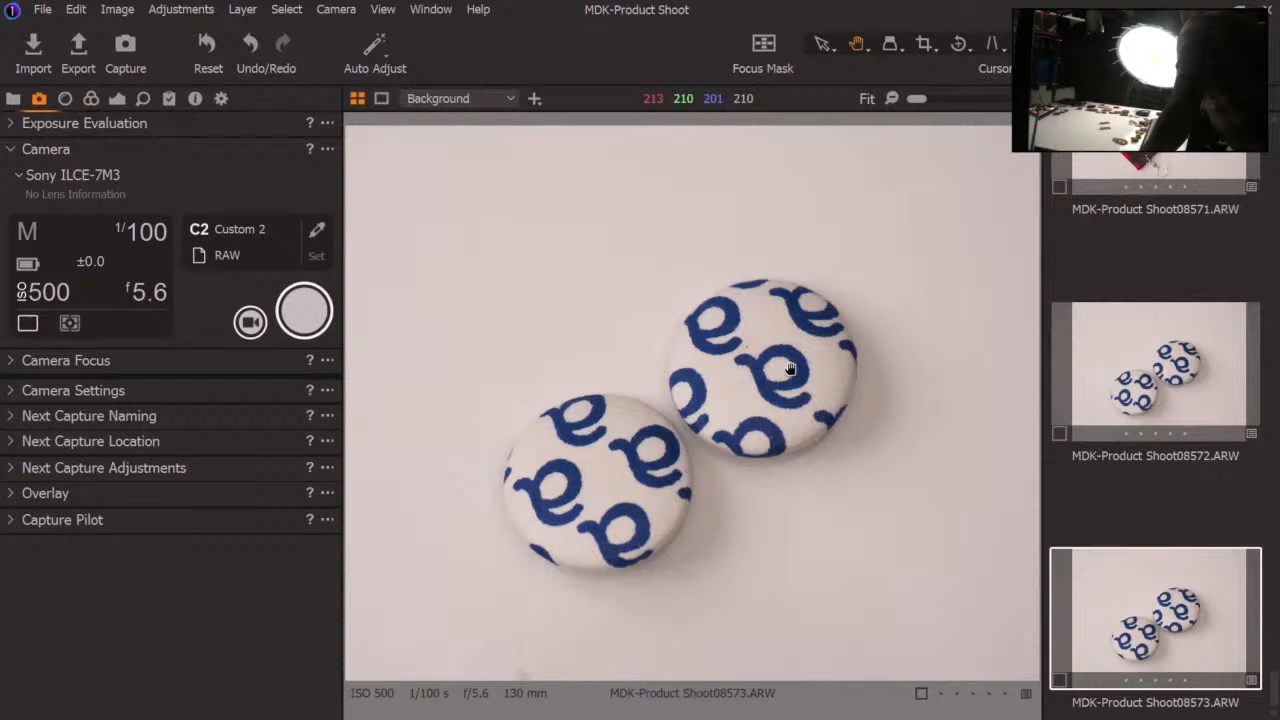 File Edit Image Adjustments Layer Select Camera View Window Help MDK-Product Shoot
Import Export Capture Reset Undo/Redo Auto Adjust Focus Mask Cursor
Background 213 210 201 210 Fit
Exposure Evaluation ? ...
Camera ? ...
Sony ILCE-7M3
No Lens Information
M 1/100 C2 Custom 2
±0.0 RAW Set
ISO 500 f5.6
Camera Focus ? ...
Camera Settings ? ...
Next Capture Naming ? ...
Next Capture Location ? ...
Next Capture Adjustments ? ...
Overlay ? ...
Capture Pilot ? ...
a a a a a
a a a a
ISO 500 1/100 s f/5.6 130 mm MDK-Product Shoot08573.ARW
MDK-Product Shoot08571.ARW
MDK-Product Shoot08572.ARW
MDK-Product Shoot08573.ARW